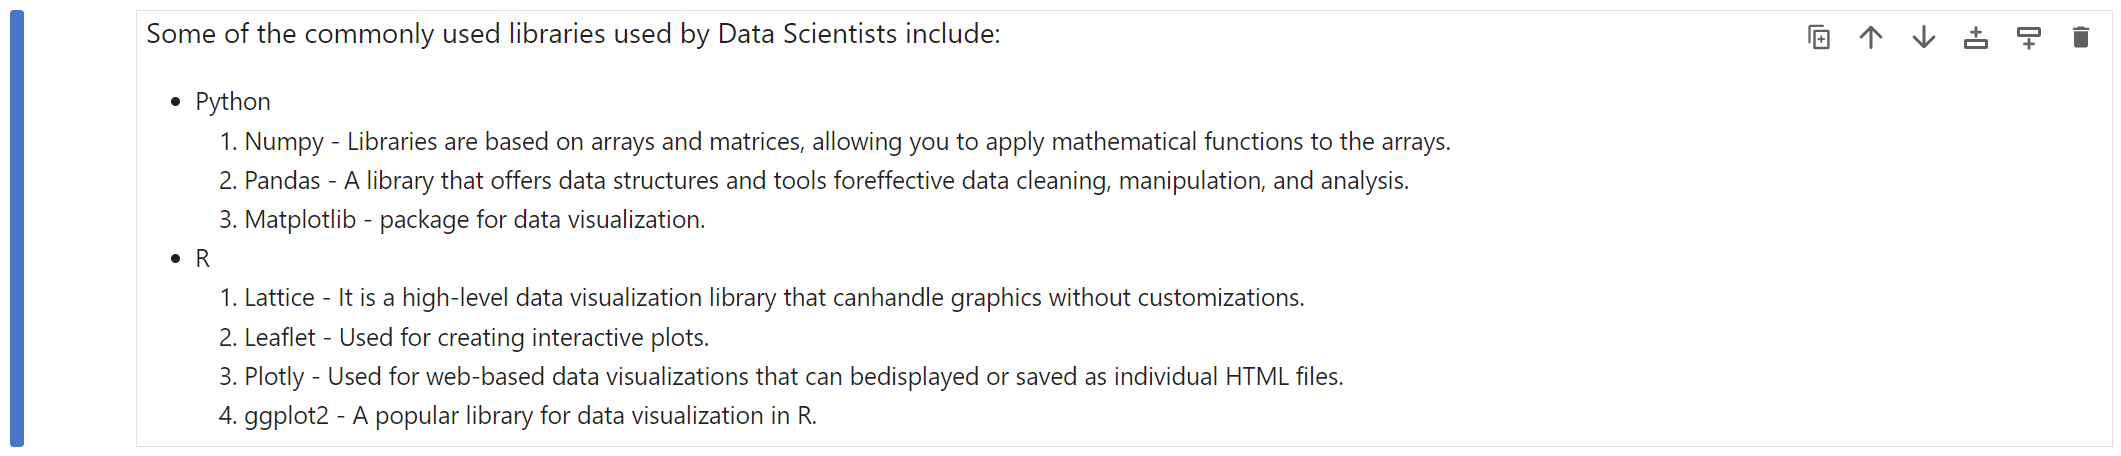 Some of the commonly used libraries used by Data Scientists include:
• Python
1. Numpy - Libraries are based on arrays and matrices, allowing you to apply mathematical functions to the arrays.
2. Pandas - A library that offers data structures and tools foreffective data cleaning, manipulation, and analysis.
3. Matplotlib - package for data visualization.
• R
1. Lattice - It is a high-level data visualization library that canhandle graphics without customizations.
2. Leaflet - Used for creating interactive plots.
3. Plotly - Used for web-based data visualizations that can bedisplayed or saved as individual HTML files.
4. ggplot2 - A popular library for data visualization in R.